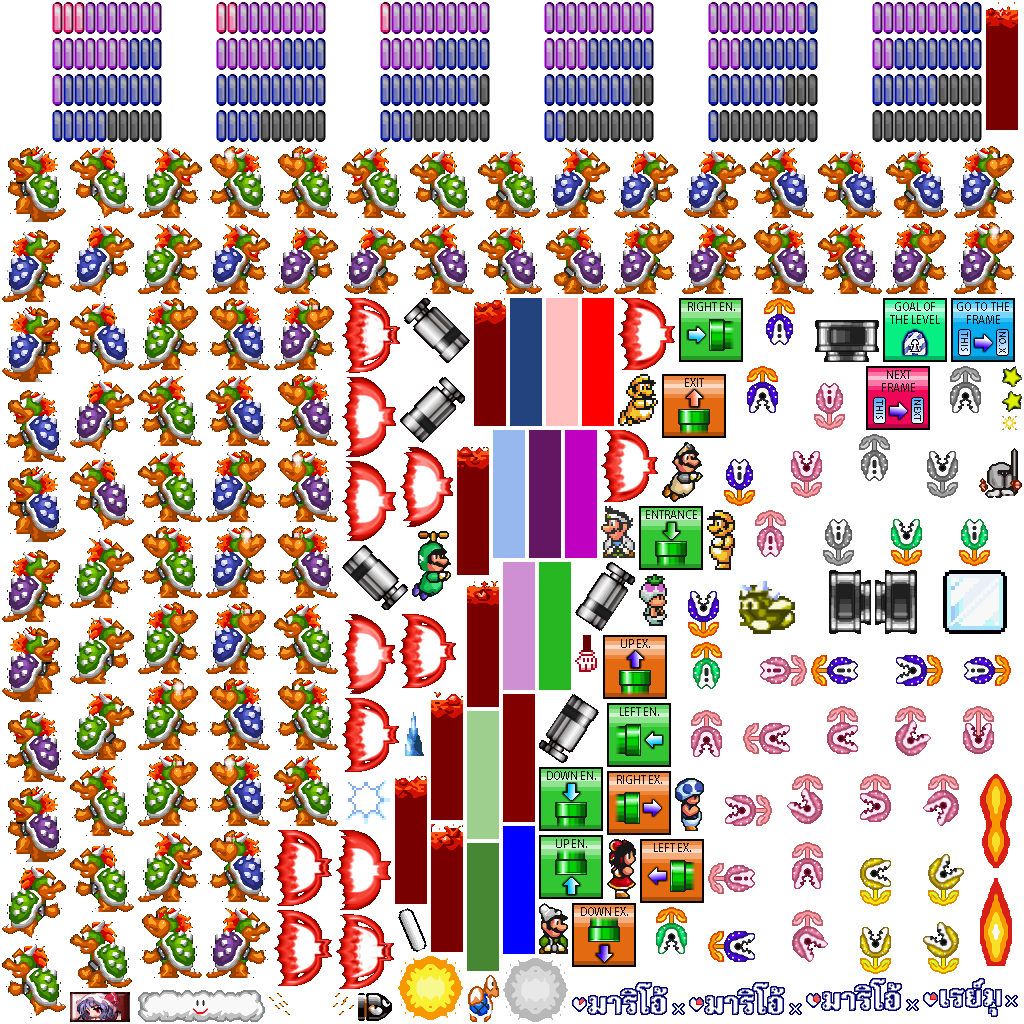 RIGHT EN.
GOAL OF
THE LEVEL
GO TO THE
FRAME
THIS
NO. X
EXIT
NEXT
FRAME
THIS
NEXT
ENTRANCE
UP EX.
LEFT EN.
DOWN EN.
RIGHT EX.
UP EN.
LEFT EX.
DOWN EX.
มาริโอ้ × มาริโอ้ × มาริโอ้ × เรย์มุ ×